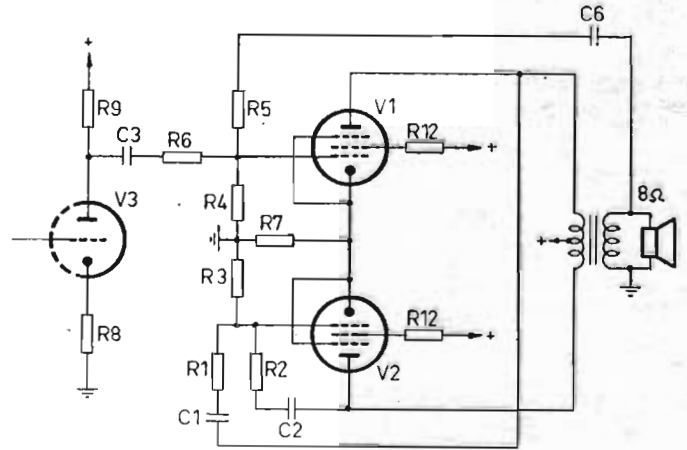 C6
+
R9
R5
V1
C3
R6
R12
+
V3
R4
8Ω
R7
+
R3
R8
R12
+
R1
R2
V2
C1
C2